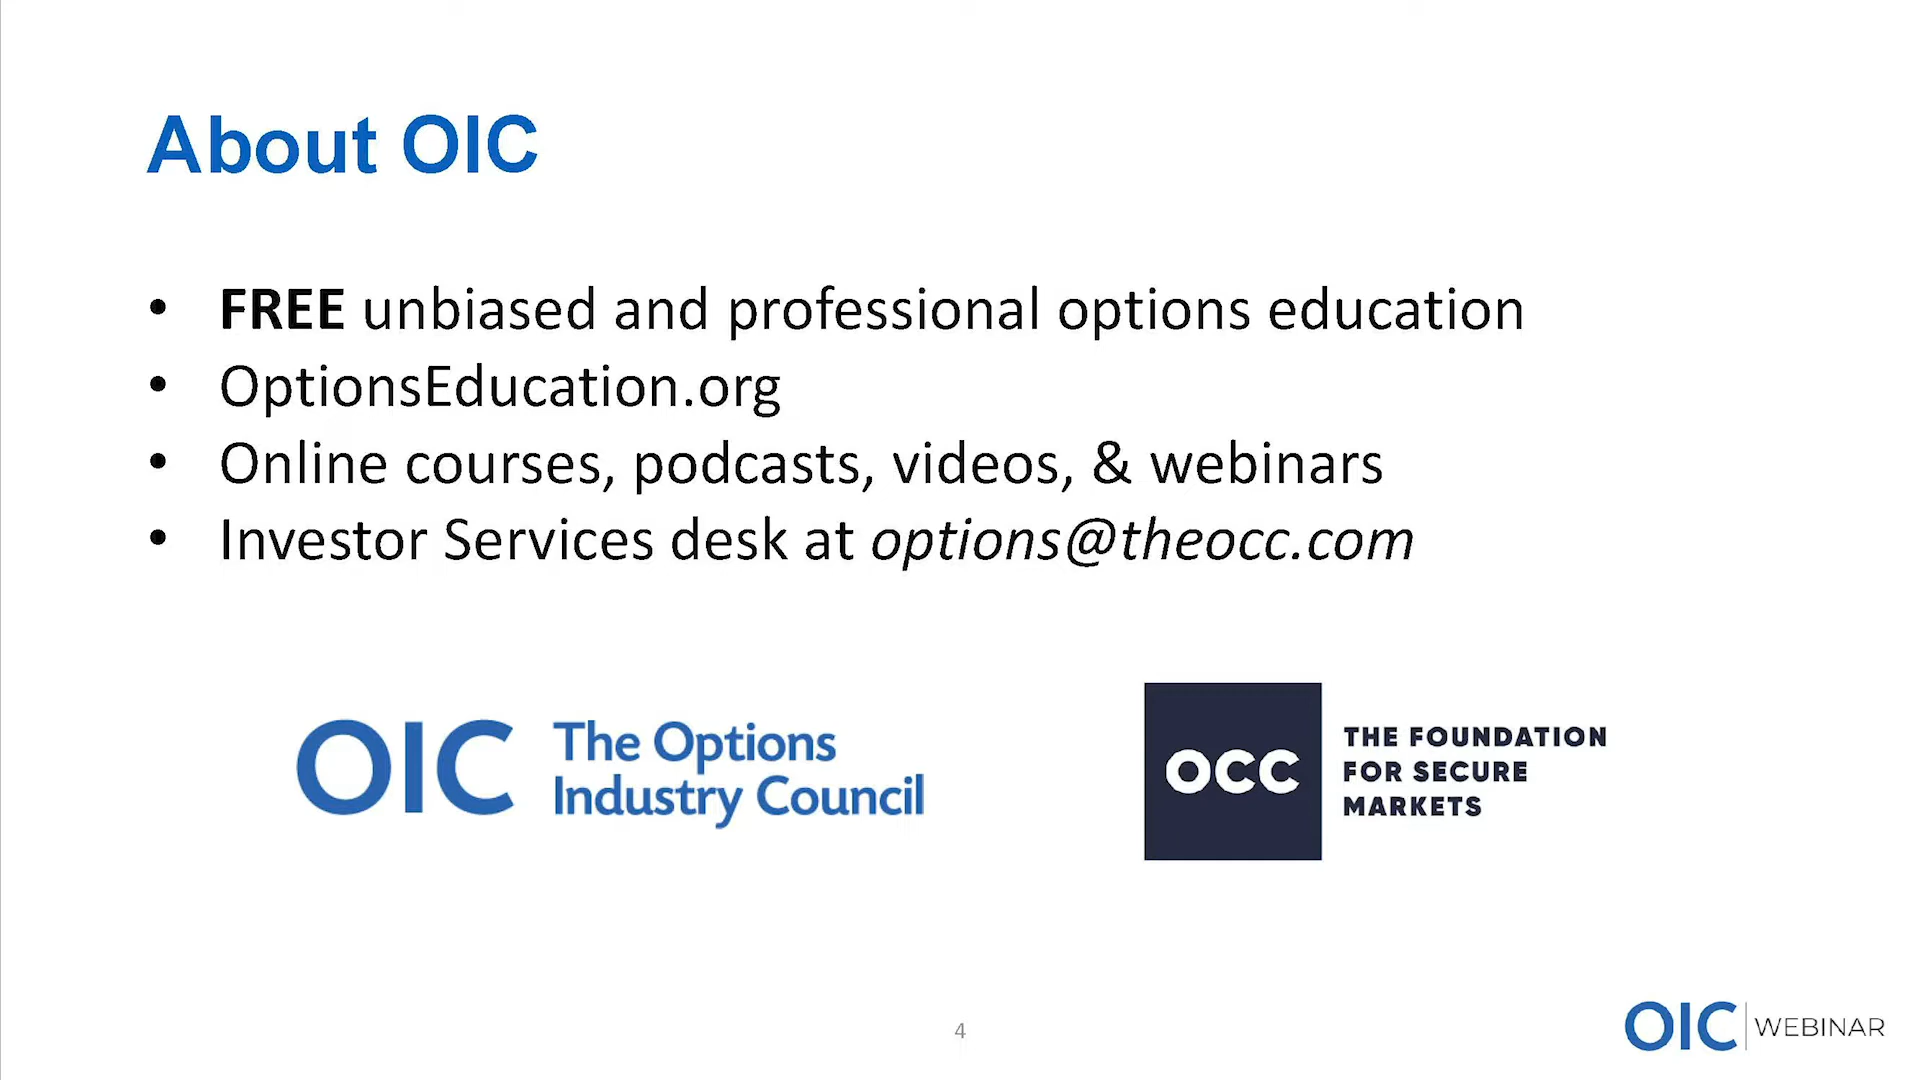 About OIC
• FREE unbiased and professional options education
• OptionsEducation.org
• Online courses, podcasts, videos, & webinars
• Investor Services desk at options@theocc.com
OIC The Options
Industry Council
OCC
THE FOUNDATION
FOR SECURE
MARKETS
4
OIC WEBINAR